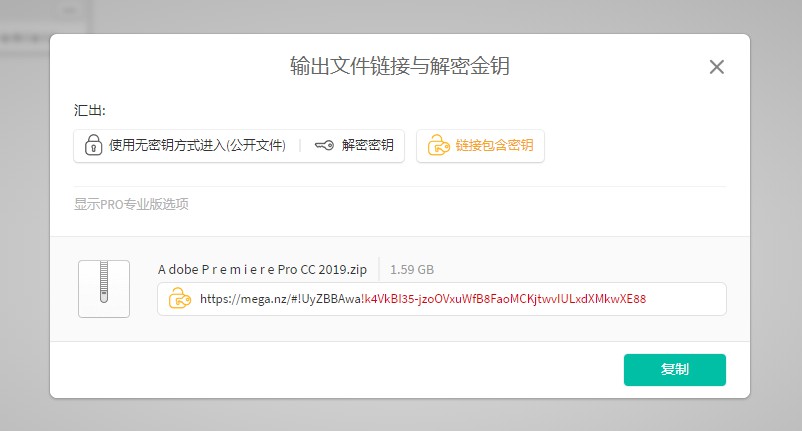 输出文件链接与解密金钥
汇出:
使用无密钥方式进入(公开文件) 解密密钥 链接包含密钥
显示PRO专业版选项
A dobe P r e m i e r e Pro CC 2019.zip 1.59 GB
https://mega.nz/#!UyZBBAwa!k4VkBI35-jzoOVxuWfB8FaoMCKjtwvIULxdXMkwXE88
复制